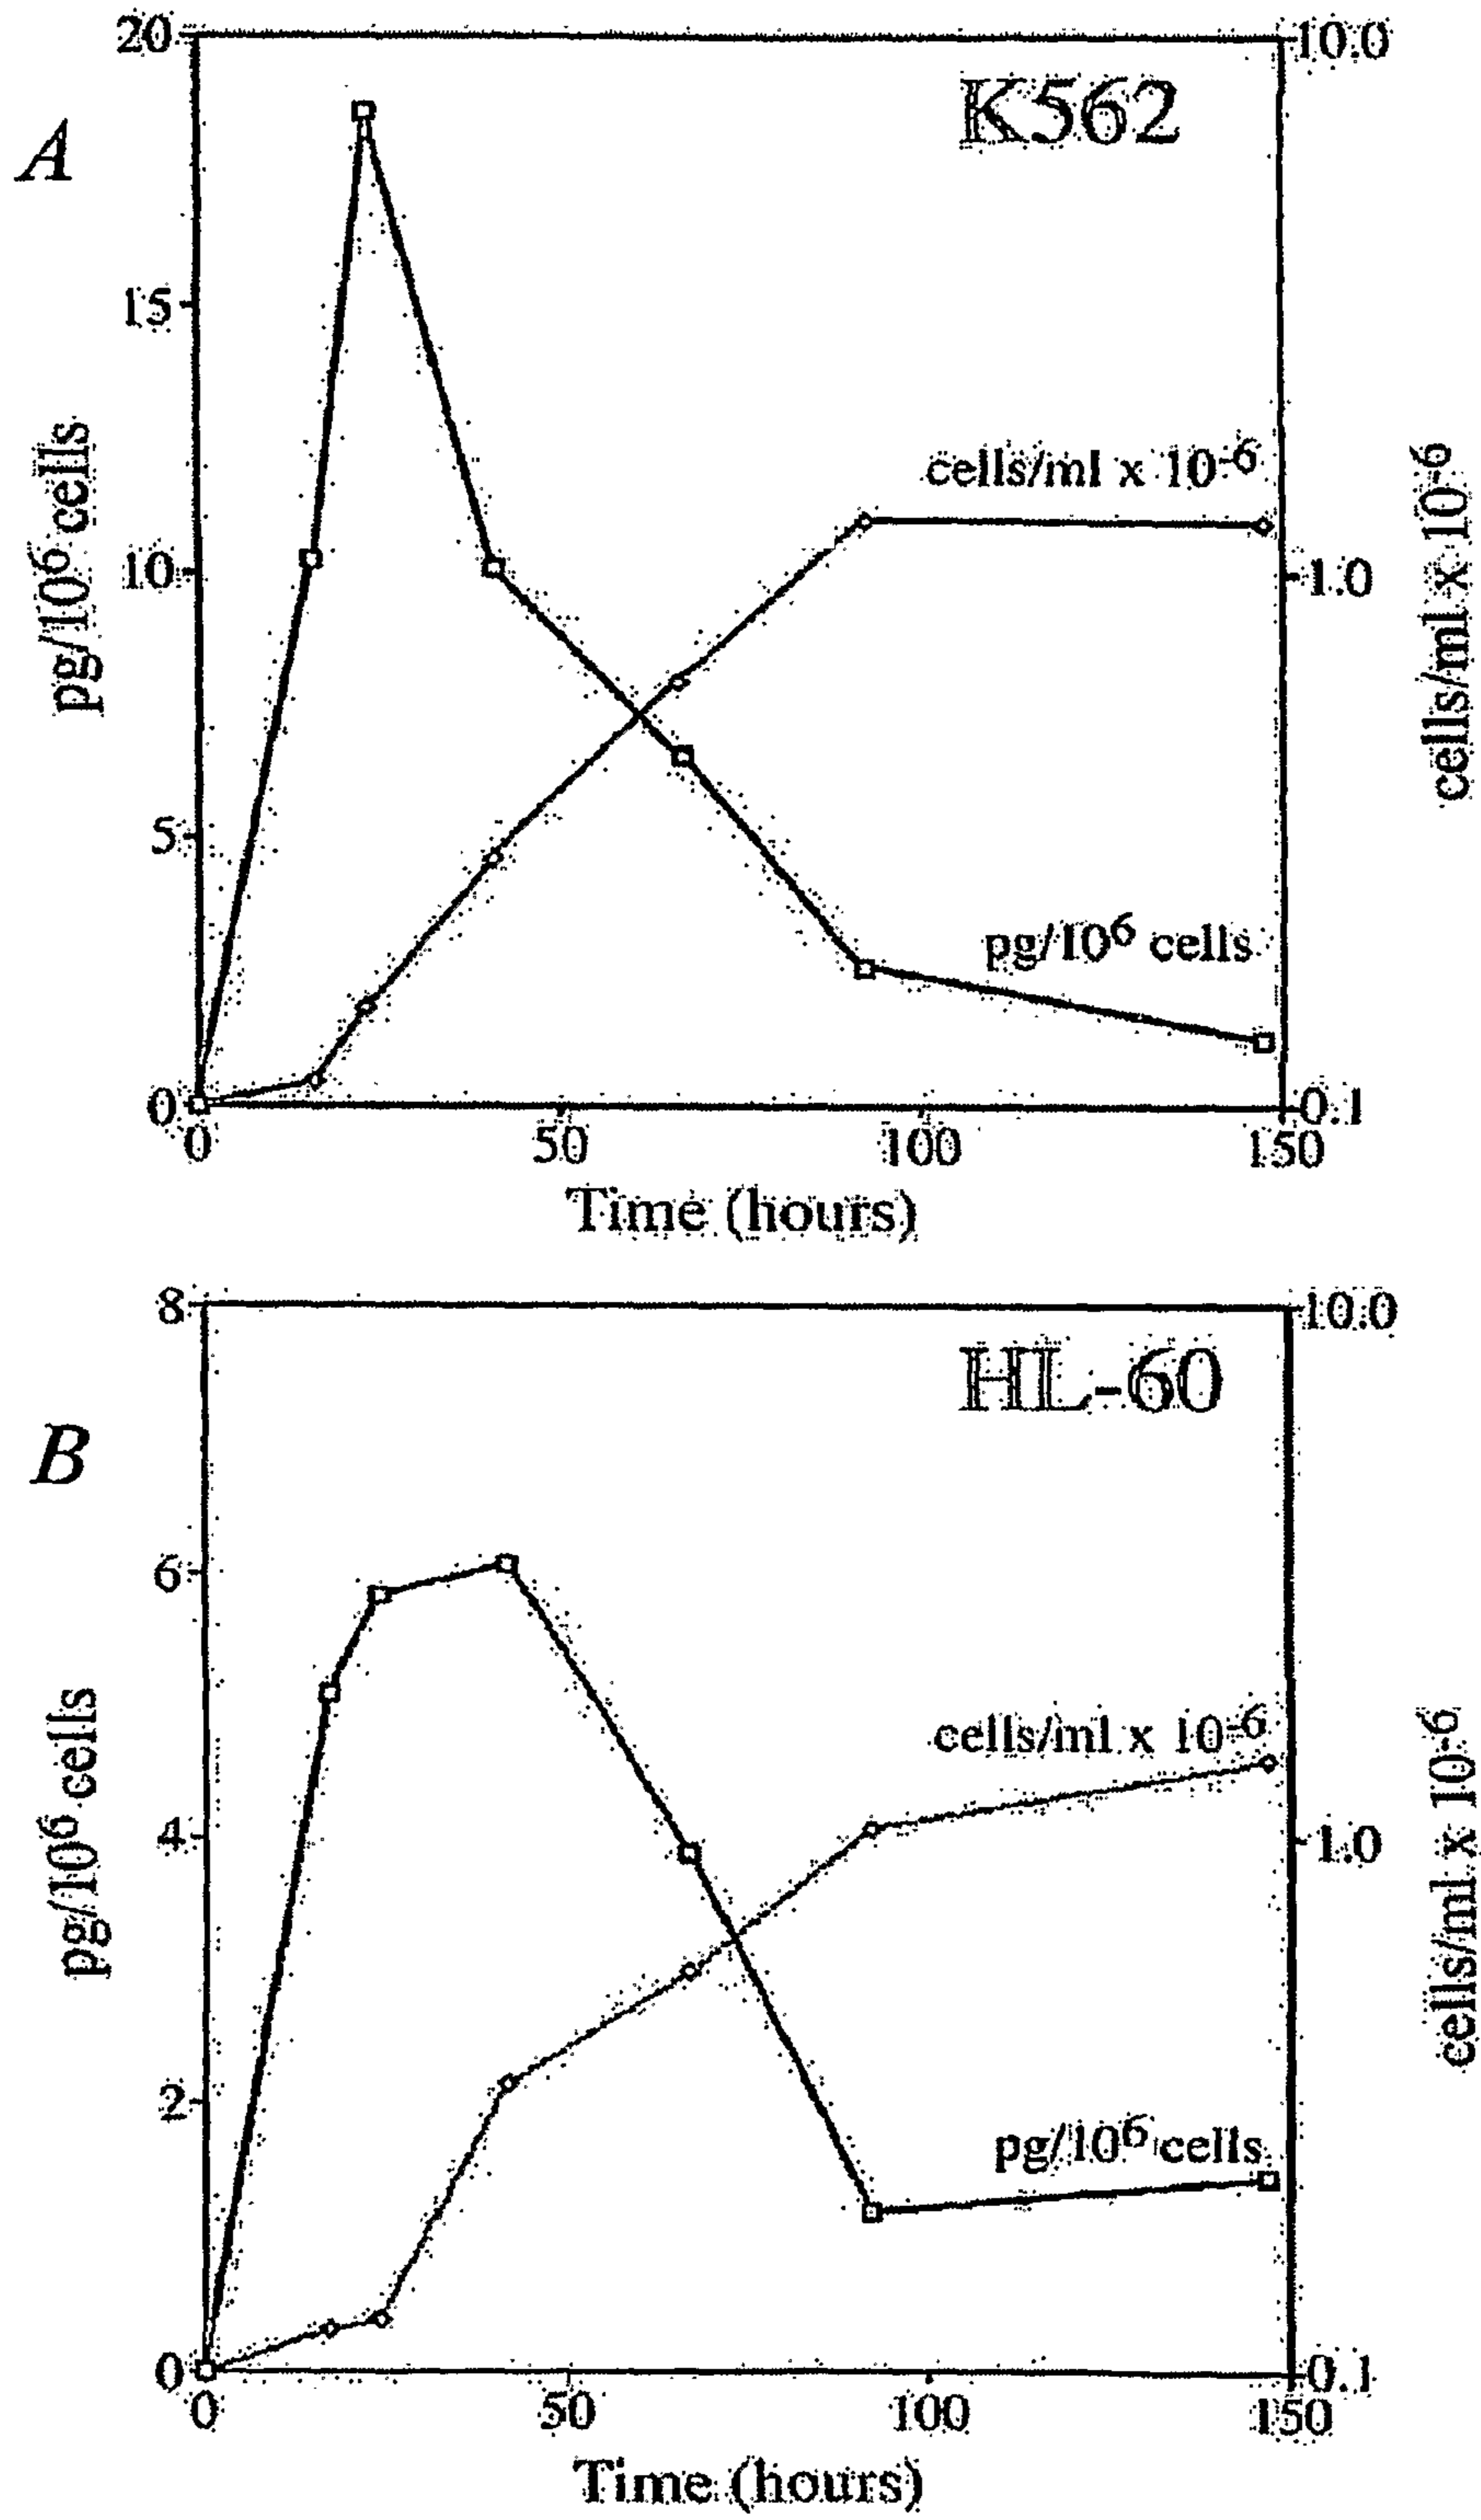 A
K562
20
15
10
5
0
pg/10⁶ cells
10.0
1.0
0.1
cells/ml x 10⁻⁶
cells/ml x 10⁻⁶
pg/10⁶ cells
0 50 100 150
Time (hours)
B
HL-60
8
6
4
2
0
pg/10⁶ cells
10.0
1.0
0.1
cells/ml x 10⁻⁶
cells/ml x 10⁻⁶
pg/10⁶ cells
0 50 100 150
Time (hours)